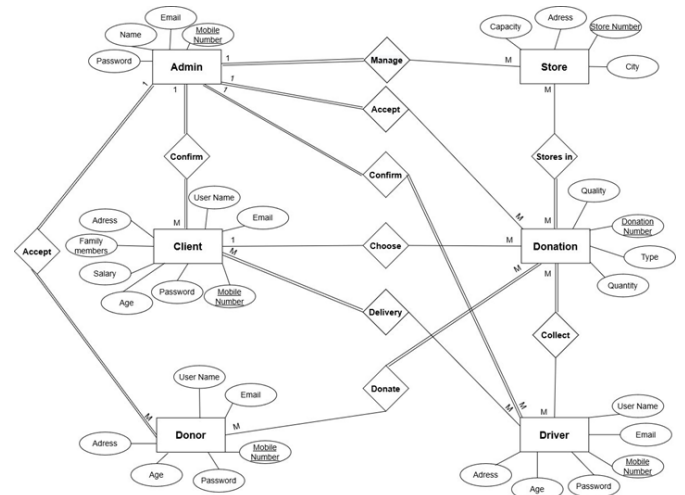 Email
Name
Mobile
Number
Password
Admin
1
1
1
1
1
Manage
M
Capacity
Adress
Store Number
City
Store
M
Accept
M
Confirm
M
Confirm
M
Stores in
M
User Name
Email
Adress
Family
members
Salary
Age
Password
Mobile
Number
Client
1
M
Choose
M
Quality
Donation
Number
Type
Quantity
Donation
M
M
Accept
M
Delivery
M
Collect
M
Donate
M
User Name
Email
Adress
Age
Password
Mobile
Number
Donor
User Name
Email
Mobile
Number
Adress
Age
Password
Driver